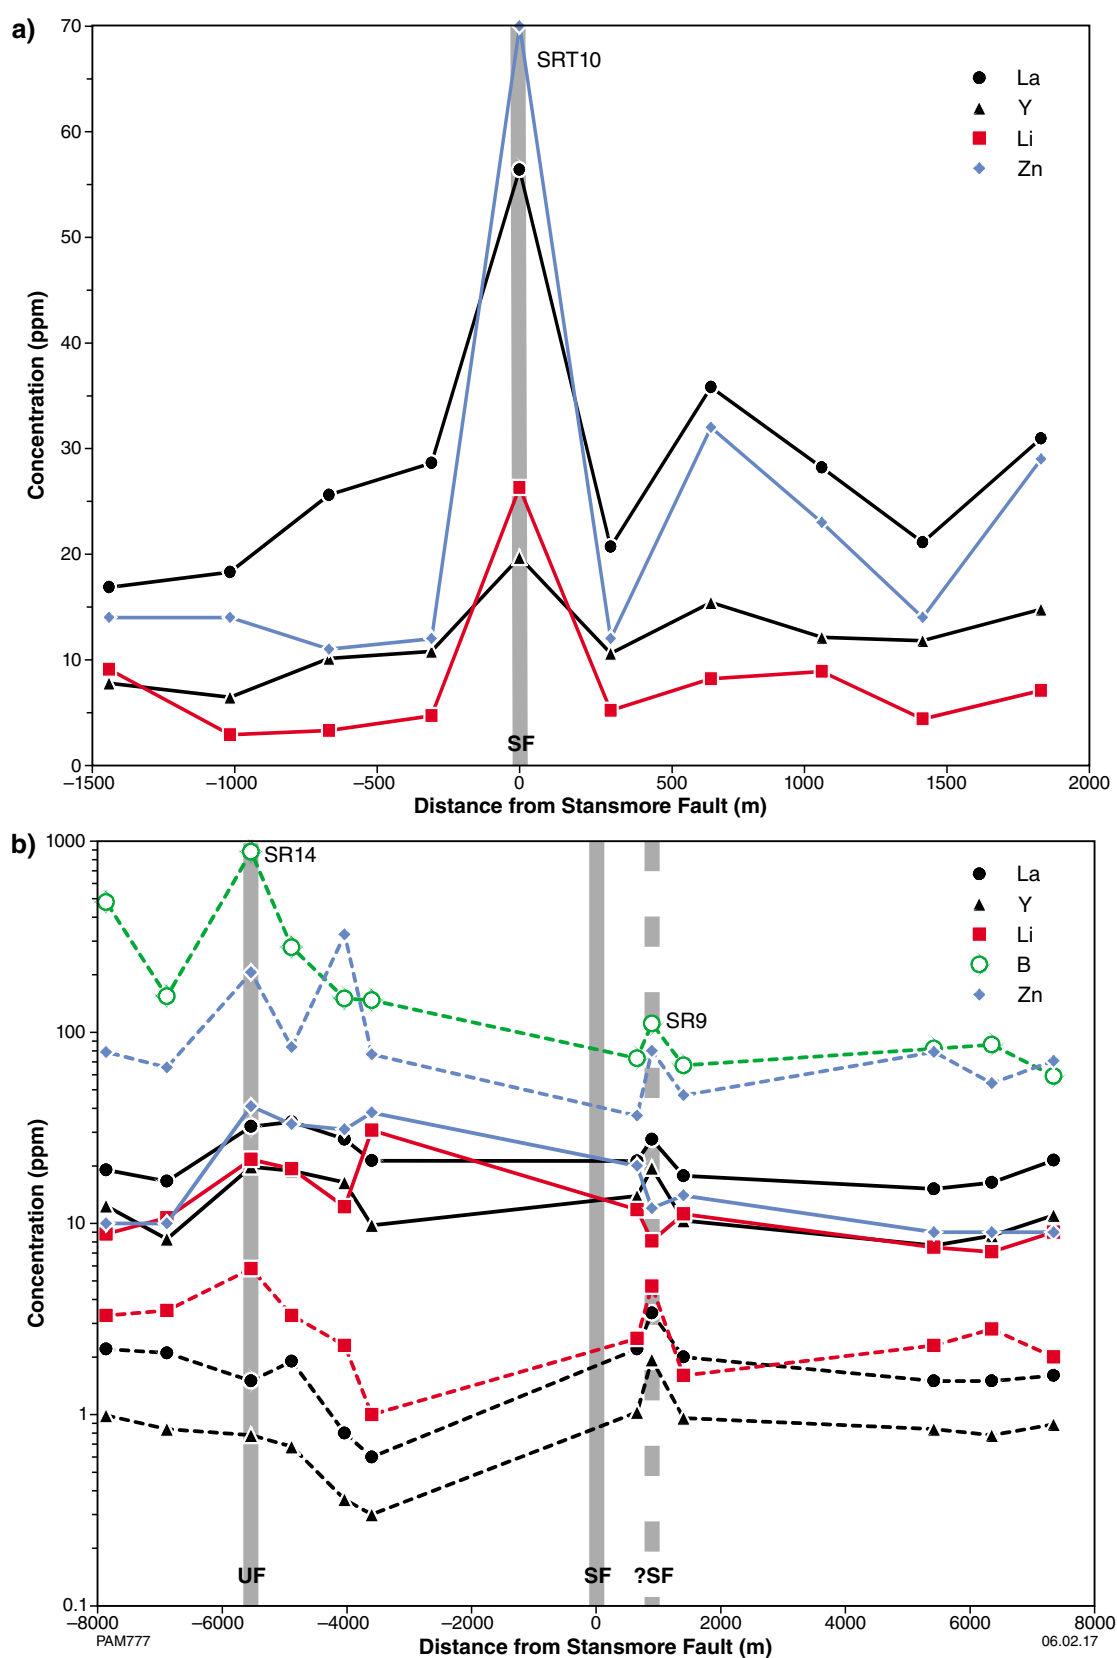 a)
70
60
50
40
30
20
10
0
Concentration (ppm)
SRT10
La
Y
Li
Zn
SF
–1500 –1000 –500 0 500 1000 1500 2000
Distance from Stansmore Fault (m)
b)
1000
100
10
1
0.1
Concentration (ppm)
SR14
SR9
La
Y
Li
B
Zn
UF SF ?SF
–8000 –6000 –4000 –2000 0 2000 4000 6000 8000
PAM777
Distance from Stansmore Fault (m)
06.02.17